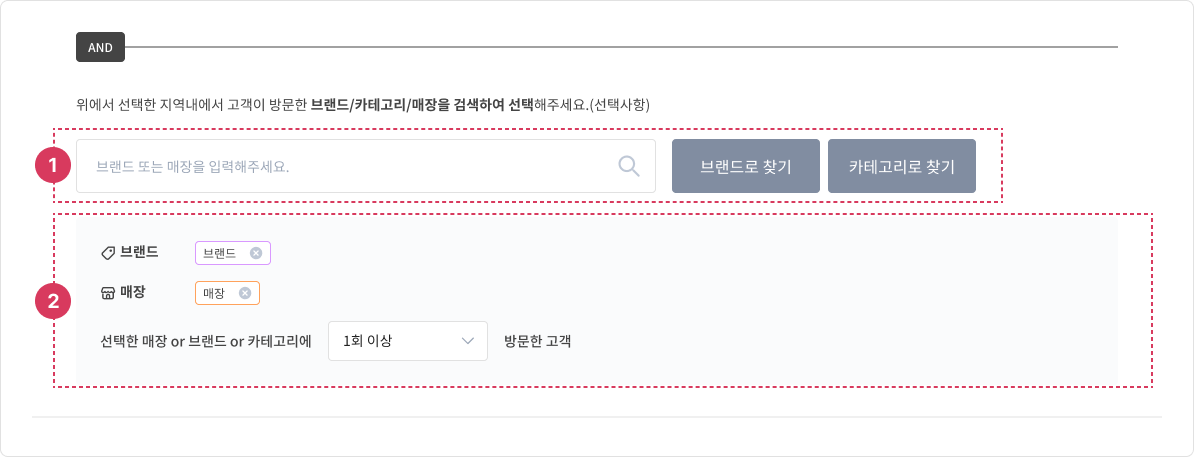 AND
위에서 선택한 지역내에서 고객이 방문한 브랜드/카테고리/매장을 검색하여 선택해주세요.(선택사항)
1 브랜드 또는 매장을 입력해주세요. 브랜드로 찾기 카테고리로 찾기
브랜드 브랜드
매장 매장
2
선택한 매장 or 브랜드 or 카테고리에 1회 이상 방문한 고객